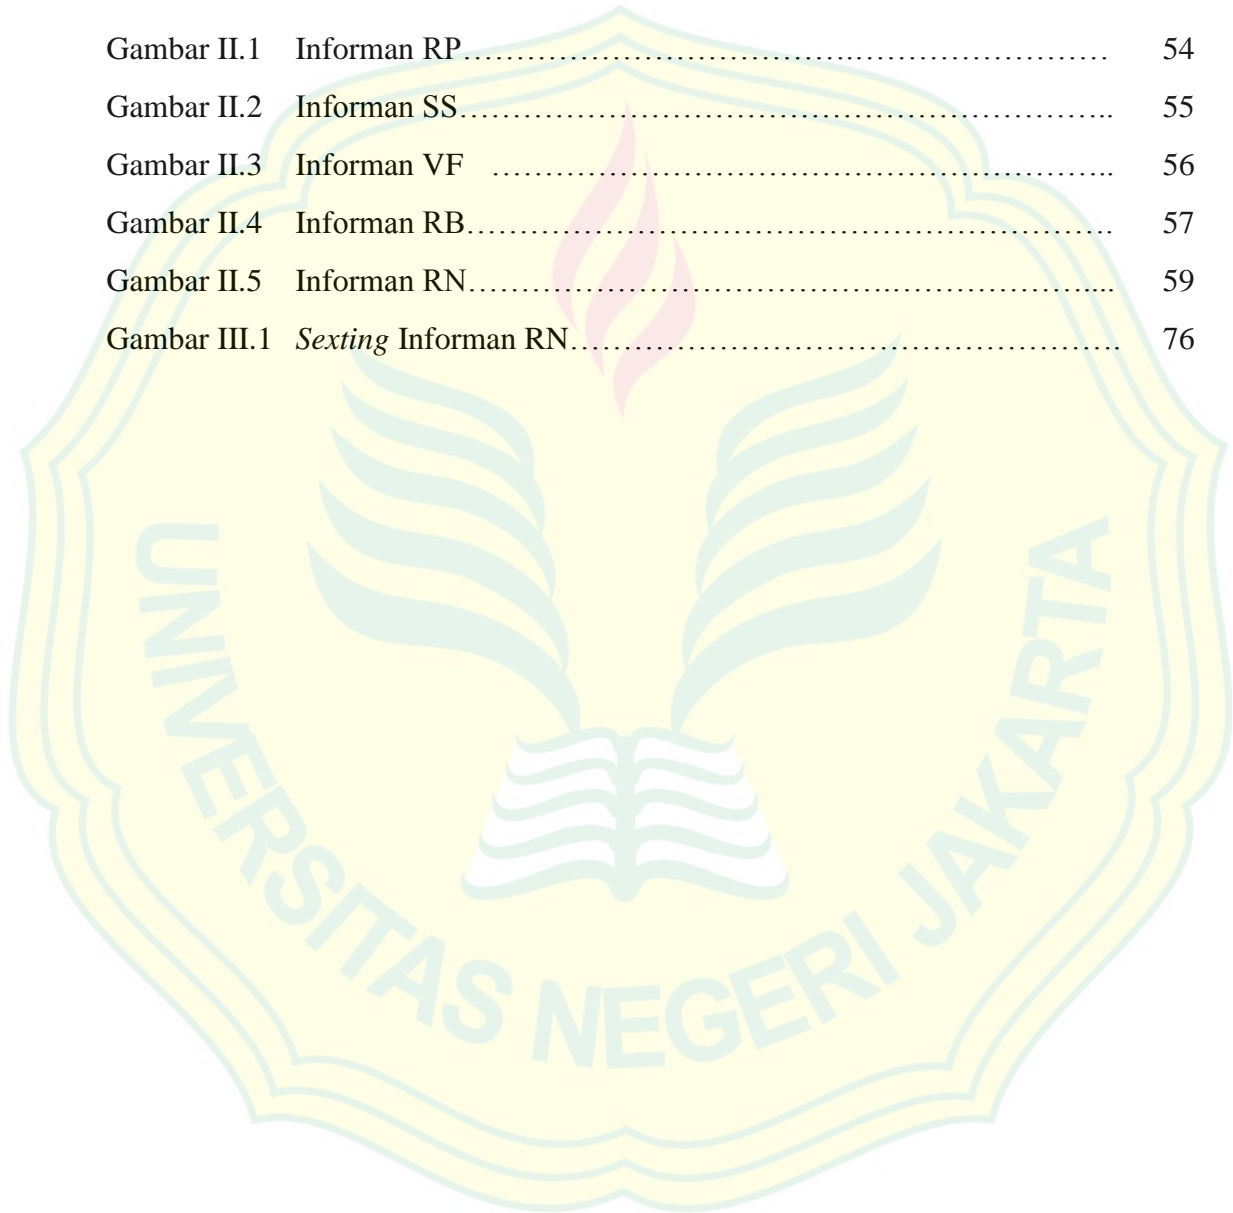 Gambar II.1 Informan RP……………………………….…………………… 54
Gambar II.2 Informan SS…………………………………………………….. 55
Gambar II.3 Informan VF ………………………………………….……….. 56
Gambar II.4 Informan RB……………………………………………………. 57
Gambar II.5 Informan RN………………………………….………………... 59
Gambar III.1 Sexting Informan RN……………………………………………. 76
UNIVERSITAS NEGERI JAKARTA